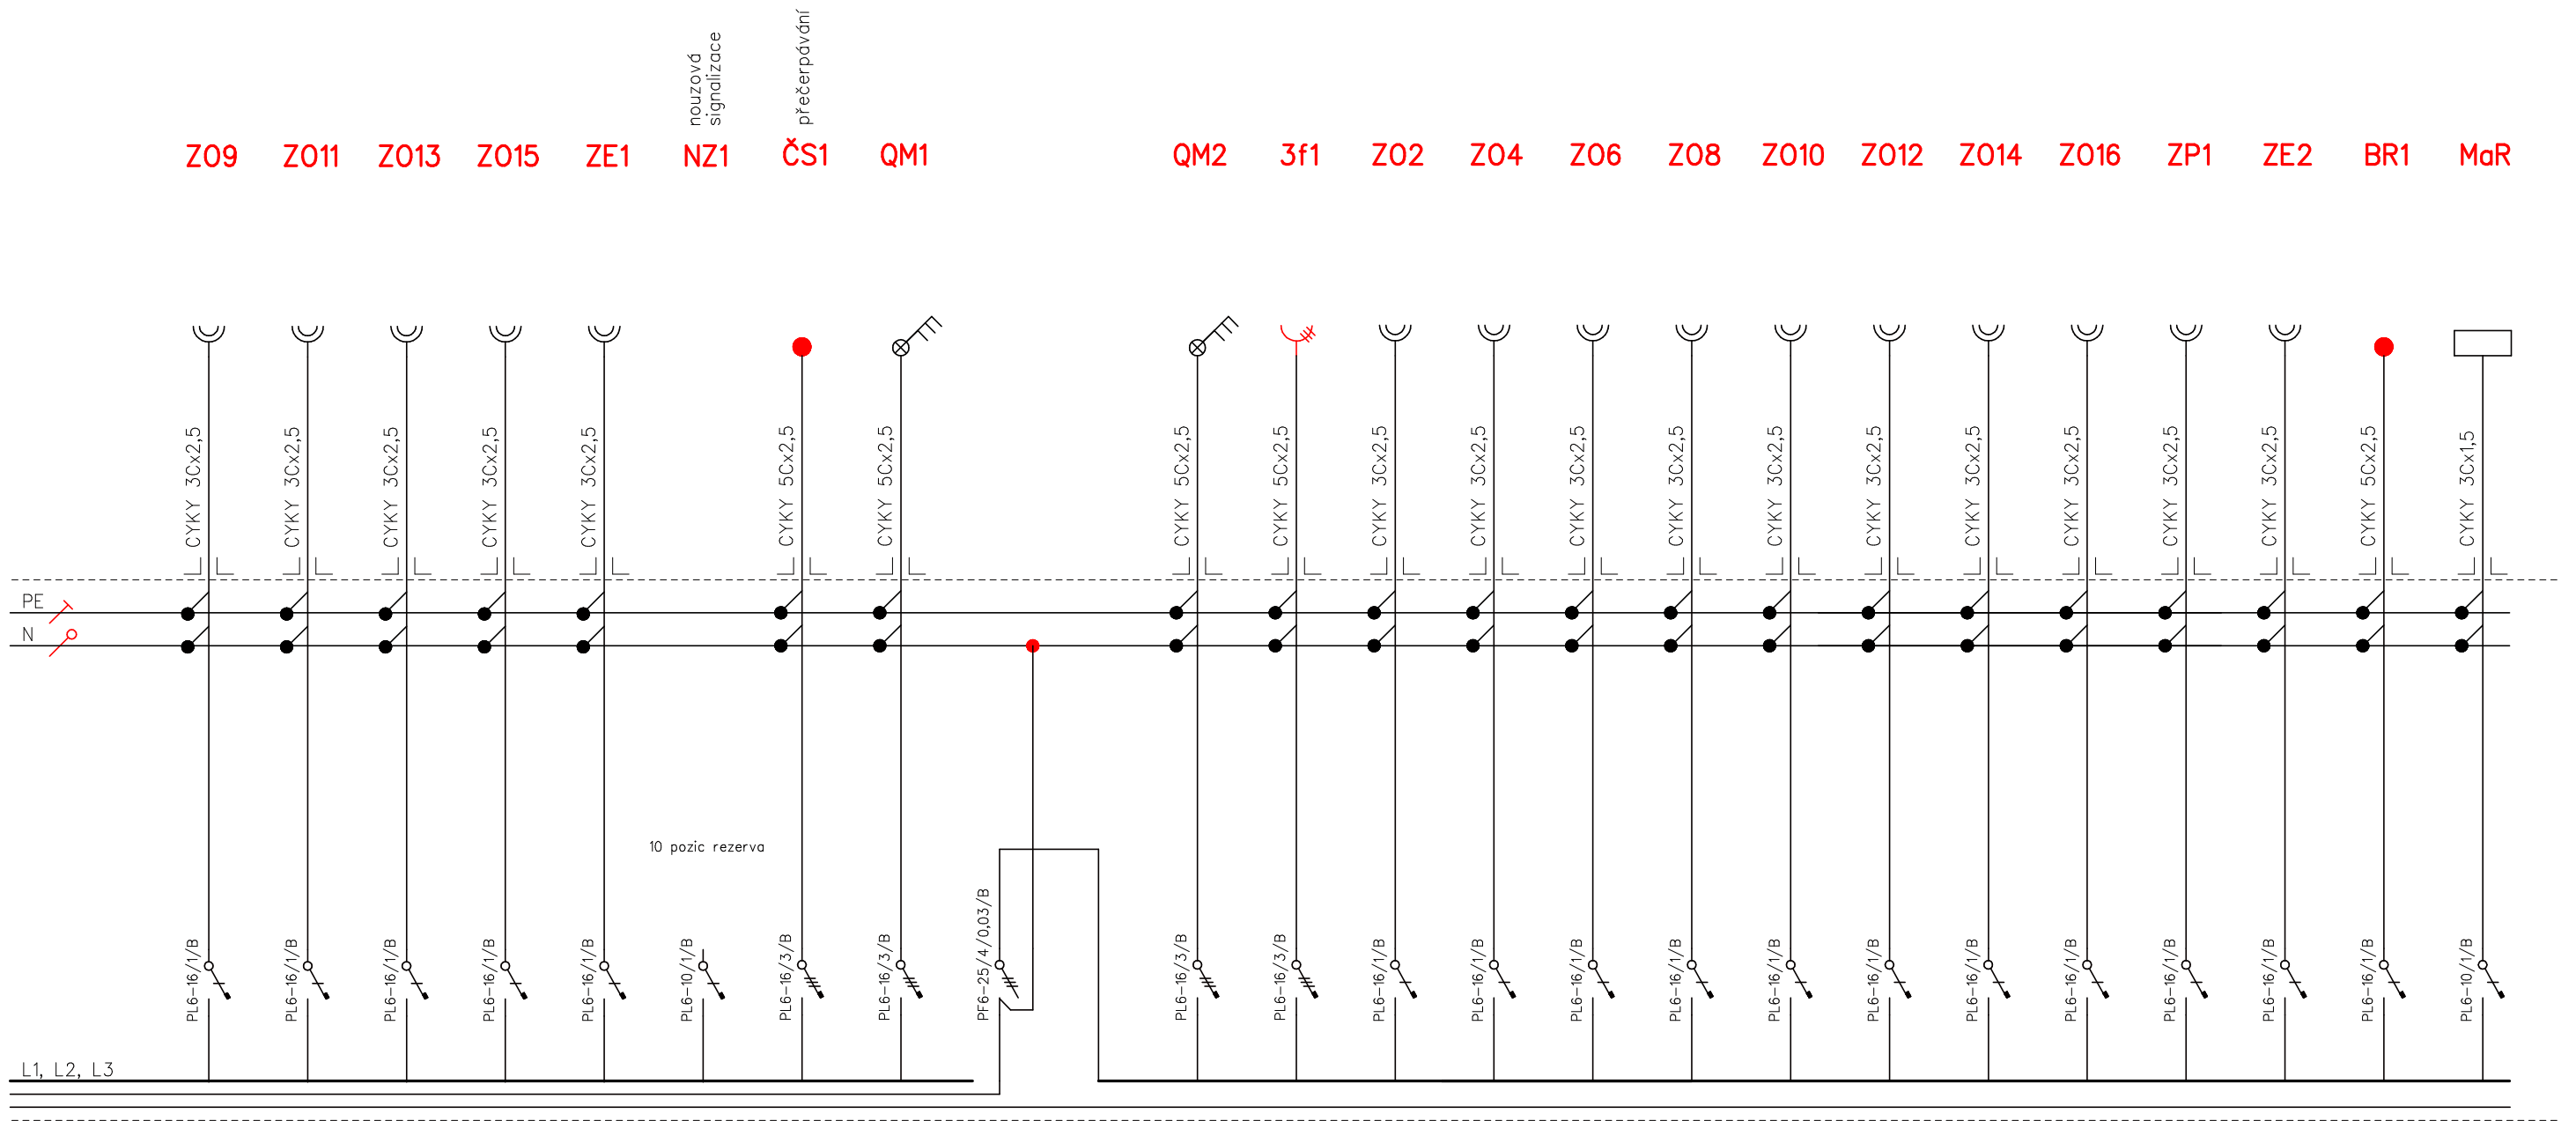 nouzová
signalizace
přečerpávání
ZO9 ZO11 ZO13 ZO15 ZE1 NZ1 ČS1 QM1 QM2 3f1 ZO2 ZO4 ZO6 ZO8 ZO10 ZO12 ZO14 ZO16 ZP1 ZE2 BR1 MaR
CYKY 3Cx2,5
CYKY 3Cx2,5
CYKY 3Cx2,5
CYKY 3Cx2,5
CYKY 3Cx2,5
CYKY 5Cx2,5
CYKY 5Cx2,5
CYKY 5Cx2,5
CYKY 5Cx2,5
CYKY 3Cx2,5
CYKY 3Cx2,5
CYKY 3Cx2,5
CYKY 3Cx2,5
CYKY 3Cx2,5
CYKY 3Cx2,5
CYKY 3Cx2,5
CYKY 3Cx2,5
CYKY 3Cx2,5
CYKY 3Cx2,5
CYKY 5Cx2,5
CYKY 3Cx1,5
PE
N
10 pozic rezerva
PL6-16/1/B
PL6-16/1/B
PL6-16/1/B
PL6-16/1/B
PL6-16/1/B
PL6-10/1/B
PL6-16/3/B
PL6-16/3/B
PF6-25/4/0,03/B
PL6-16/3/B
PL6-16/3/B
PL6-16/1/B
PL6-16/1/B
PL6-16/1/B
PL6-16/1/B
PL6-16/1/B
PL6-16/1/B
PL6-16/1/B
PL6-16/1/B
PL6-16/1/B
PL6-16/1/B
PL6-16/1/B
PL6-10/1/B
L1, L2, L3